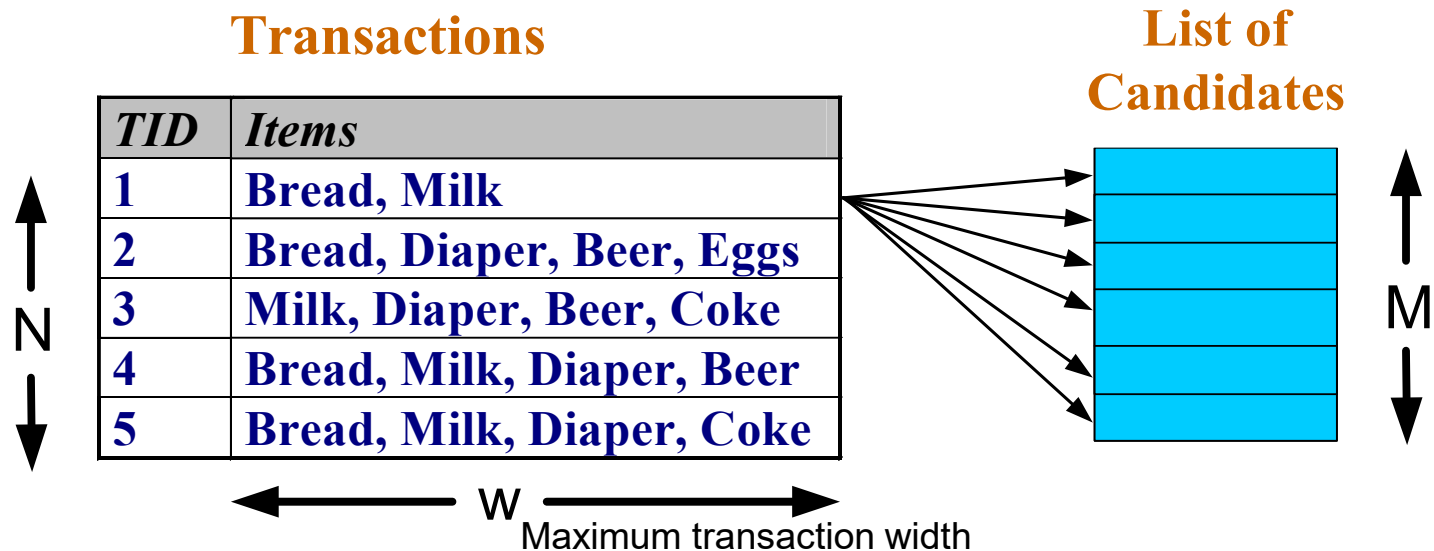 Transactions
List of
Candidates
TID Items
1 Bread, Milk
2 Bread, Diaper, Beer, Eggs
3 Milk, Diaper, Beer, Coke
4 Bread, Milk, Diaper, Beer
5 Bread, Milk, Diaper, Coke
N
M
w
Maximum transaction width